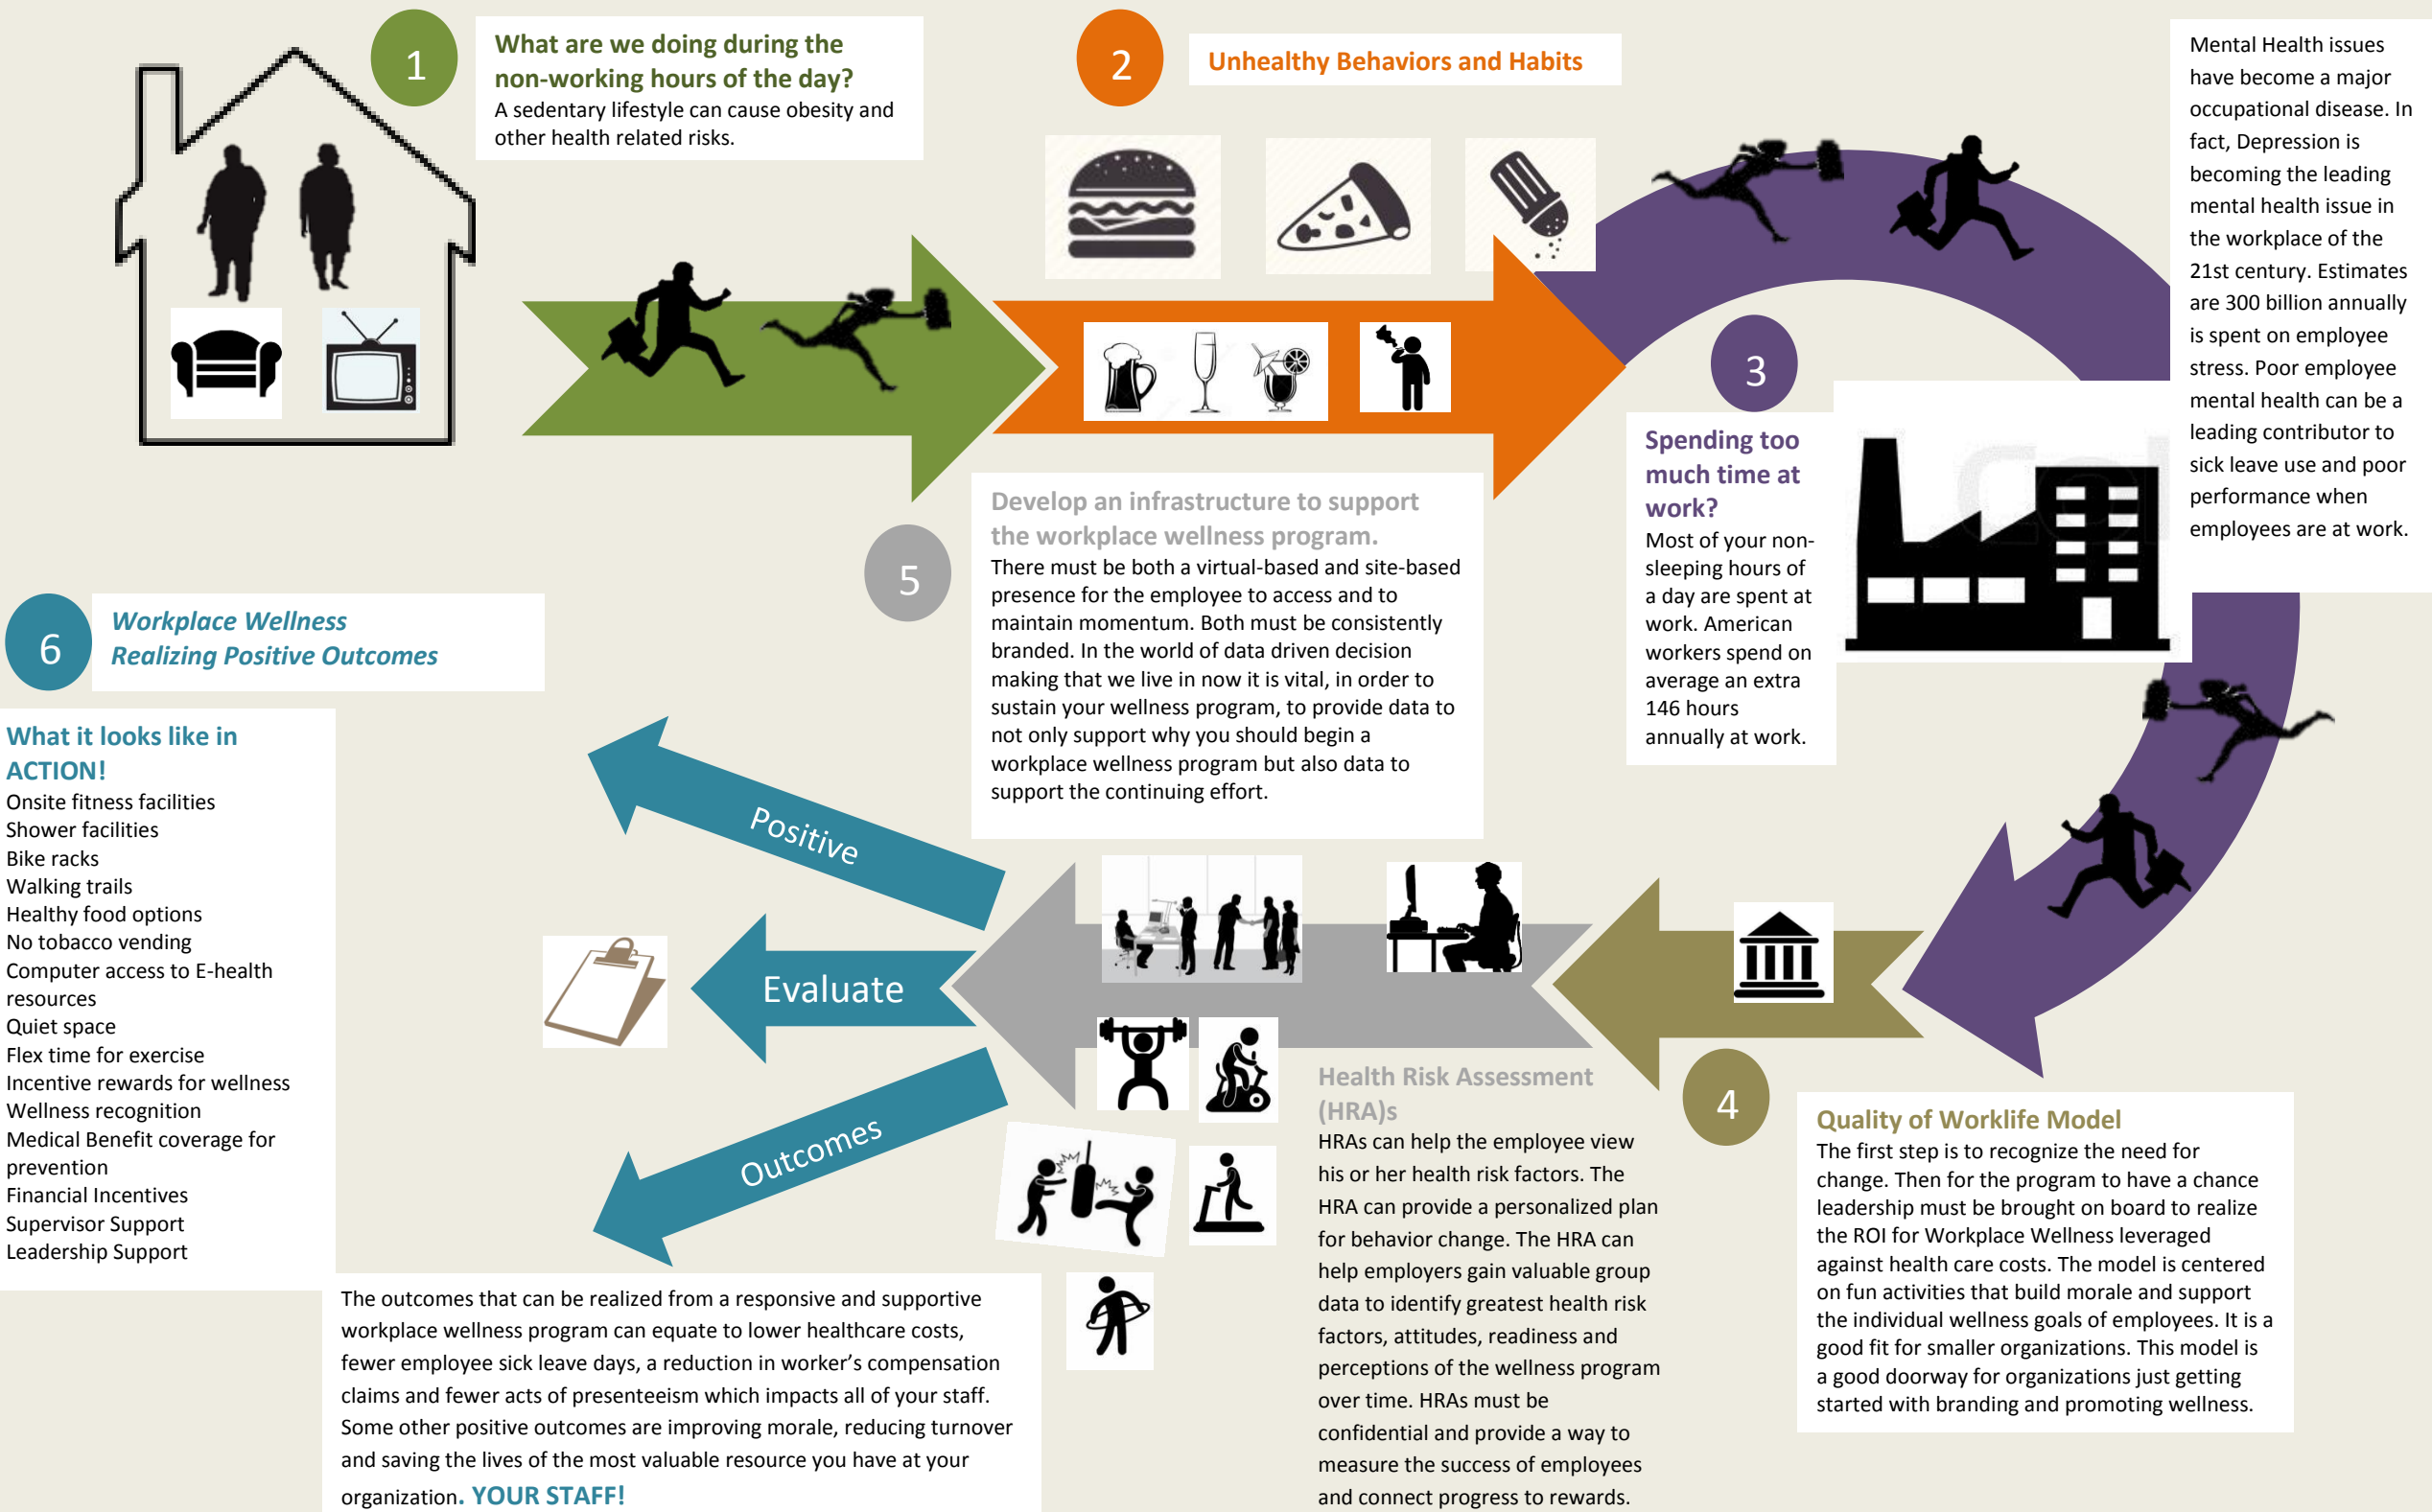 1
What are we doing during the
non-working hours of the day?
A sedentary lifestyle can cause obesity and
other health related risks.
2
Unhealthy Behaviors and Habits
Mental Health issues
have become a major
occupational disease. In
fact, Depression is
becoming the leading
mental health issue in
the workplace of the
21st century. Estimates
are 300 billion annually
is spent on employee
stress. Poor employee
mental health can be a
leading contributor to
sick leave use and poor
performance when
employees are at work.
3
Spending too
much time at
work?
Most of your non-
sleeping hours of
a day are spent at
work. American
workers spend on
average an extra
146 hours
annually at work.
4
Quality of Worklife Model
The first step is to recognize the need for
change. Then for the program to have a chance
leadership must be brought on board to realize
the ROI for Workplace Wellness leveraged
against health care costs. The model is centered
on fun activities that build morale and support
the individual wellness goals of employees. It is a
good fit for smaller organizations. This model is
a good doorway for organizations just getting
started with branding and promoting wellness.
5
Develop an infrastructure to support
the workplace wellness program.
There must be both a virtual-based and site-based
presence for the employee to access and to
maintain momentum. Both must be consistently
branded. In the world of data driven decision
making that we live in now it is vital, in order to
sustain your wellness program, to provide data to
not only support why you should begin a
workplace wellness program but also data to
support the continuing effort.
Health Risk Assessment
(HRA)s
HRAs can help the employee view
his or her health risk factors. The
HRA can provide a personalized plan
for behavior change. The HRA can
help employers gain valuable group
data to identify greatest health risk
factors, attitudes, readiness and
perceptions of the wellness program
over time. HRAs must be
confidential and provide a way to
measure the success of employees
and connect progress to rewards.
Positive
Evaluate
Outcomes
6
Workplace Wellness
Realizing Positive Outcomes
What it looks like in
ACTION!
Onsite fitness facilities
Shower facilities
Bike racks
Walking trails
Healthy food options
No tobacco vending
Computer access to E-health
resources
Quiet space
Flex time for exercise
Incentive rewards for wellness
Wellness recognition
Medical Benefit coverage for
prevention
Financial Incentives
Supervisor Support
Leadership Support
The outcomes that can be realized from a responsive and supportive
workplace wellness program can equate to lower healthcare costs,
fewer employee sick leave days, a reduction in worker's compensation
claims and fewer acts of presenteeism which impacts all of your staff.
Some other positive outcomes are improving morale, reducing turnover
and saving the lives of the most valuable resource you have at your
organization. YOUR STAFF!